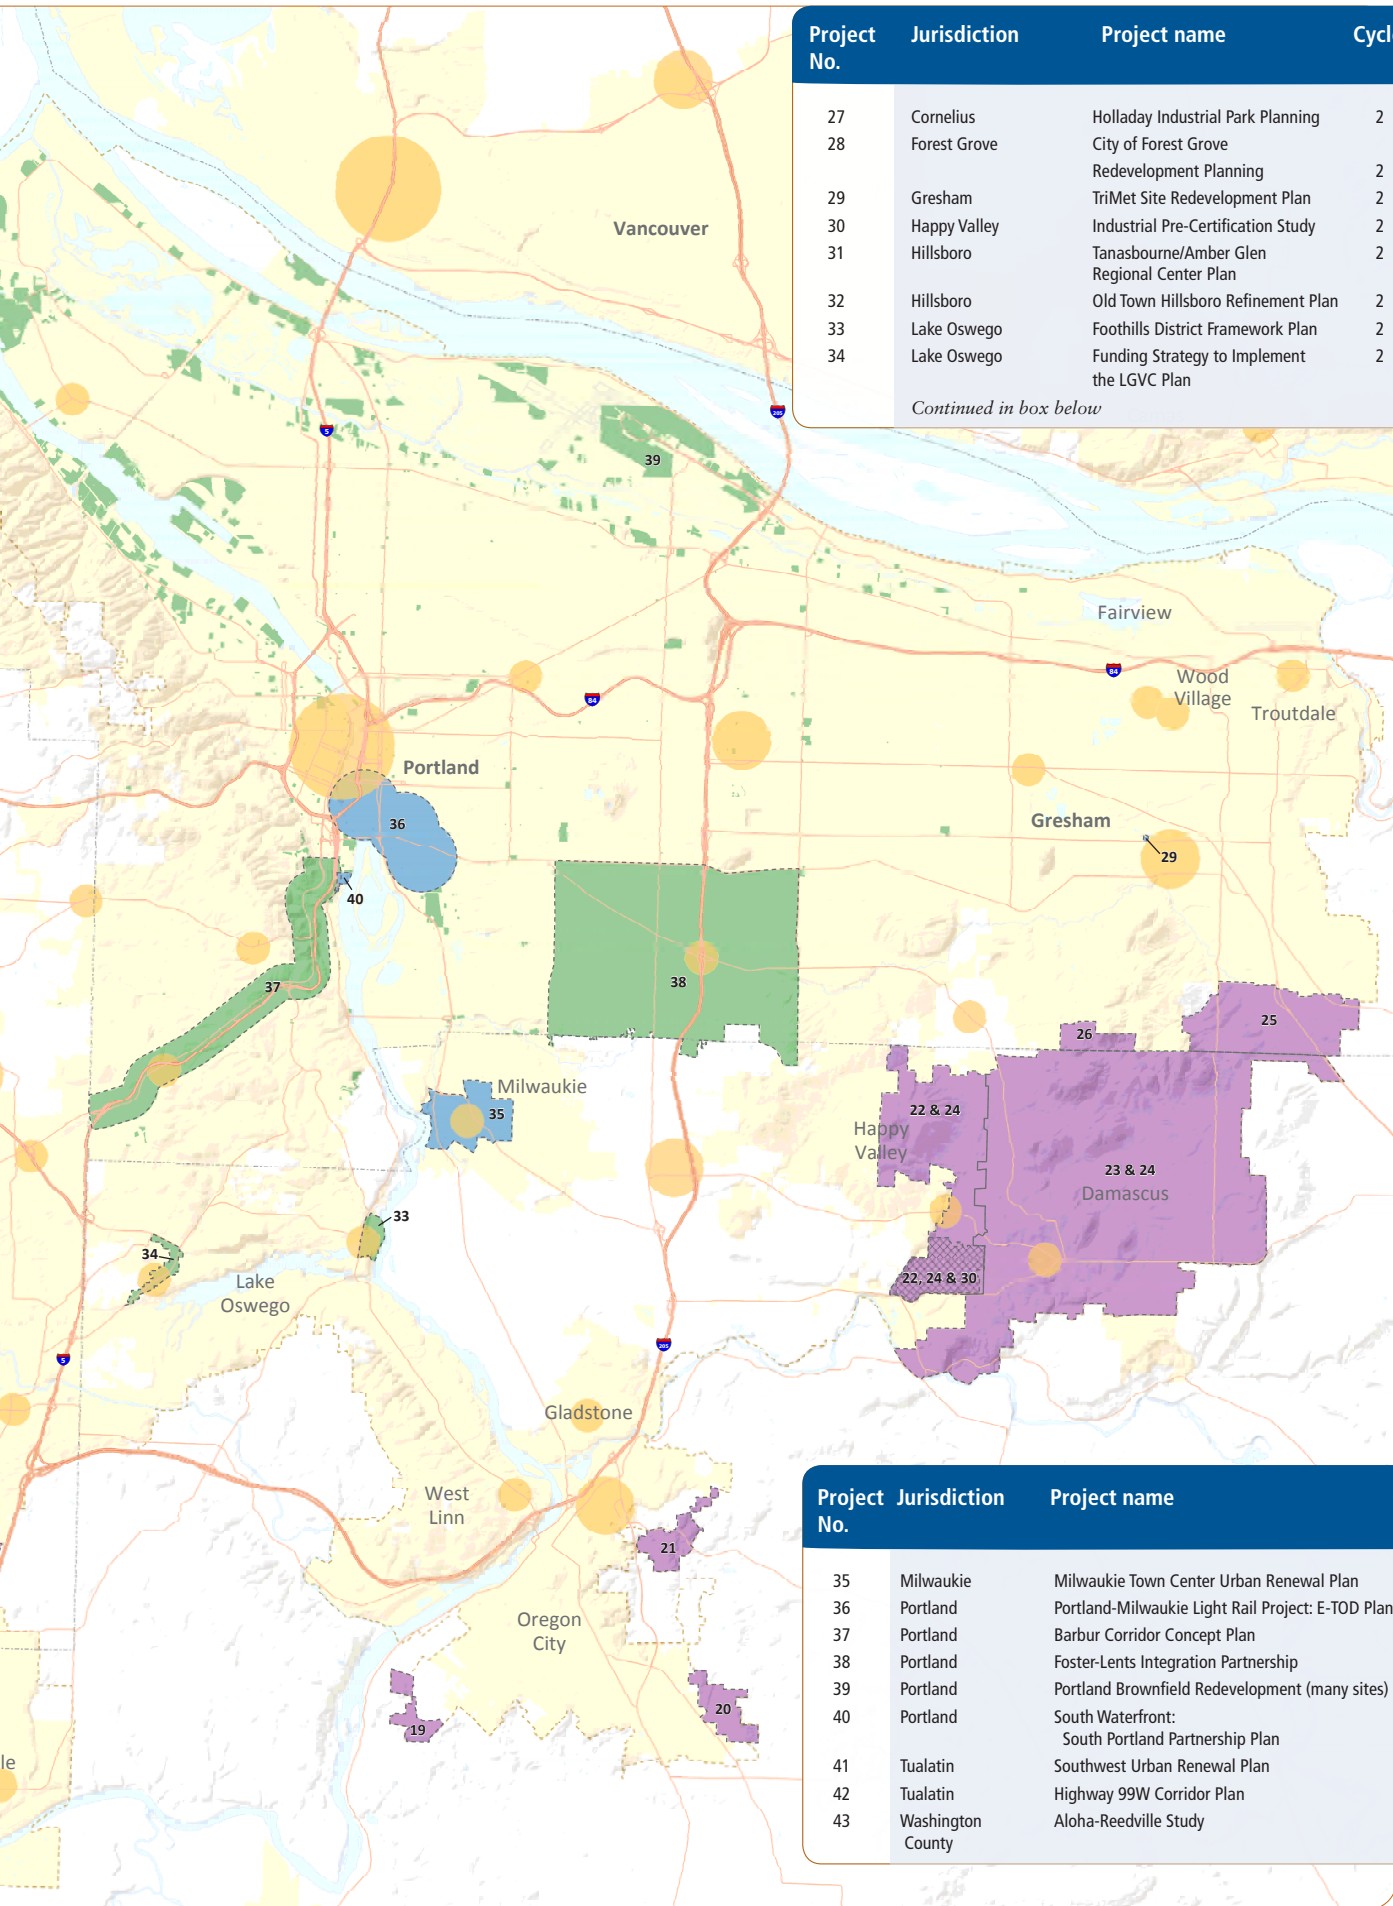 Project No. Jurisdiction Project name Cycl
27 Cornelius Holladay Industrial Park Planning 2
28 Forest Grove City of Forest Grove
Redevelopment Planning 2
29 Gresham TriMet Site Redevelopment Plan 2
30 Happy Valley Industrial Pre-Certification Study 2
31 Hillsboro Tanasbourne/Amber Glen 2
Regional Center Plan
32 Hillsboro Old Town Hillsboro Refinement Plan 2
33 Lake Oswego Foothills District Framework Plan 2
34 Lake Oswego Funding Strategy to Implement 2
the LGVC Plan
Continued in box below
Vancouver
205
5
39
Fairview
84
Wood
Village
84
Troutdale
Portland
36
Gresham
29
40
38
37
25
26
Milwaukie
35
22 & 24
Happy
Valley
23 & 24
Damascus
33
34
22, 24 & 30
Lake
Oswego
205
5
Gladstone
West
Linn
21
Oregon
City
20
19
le
Project No. Jurisdiction Project name
35 Milwaukie Milwaukie Town Center Urban Renewal Plan
36 Portland Portland-Milwaukie Light Rail Project: E-TOD Plan
37 Portland Barbur Corridor Concept Plan
38 Portland Foster-Lents Integration Partnership
39 Portland Portland Brownfield Redevelopment (many sites)
40 Portland South Waterfront:
South Portland Partnership Plan
41 Tualatin Southwest Urban Renewal Plan
42 Tualatin Highway 99W Corridor Plan
43 Washington Aloha-Reedville Study
County